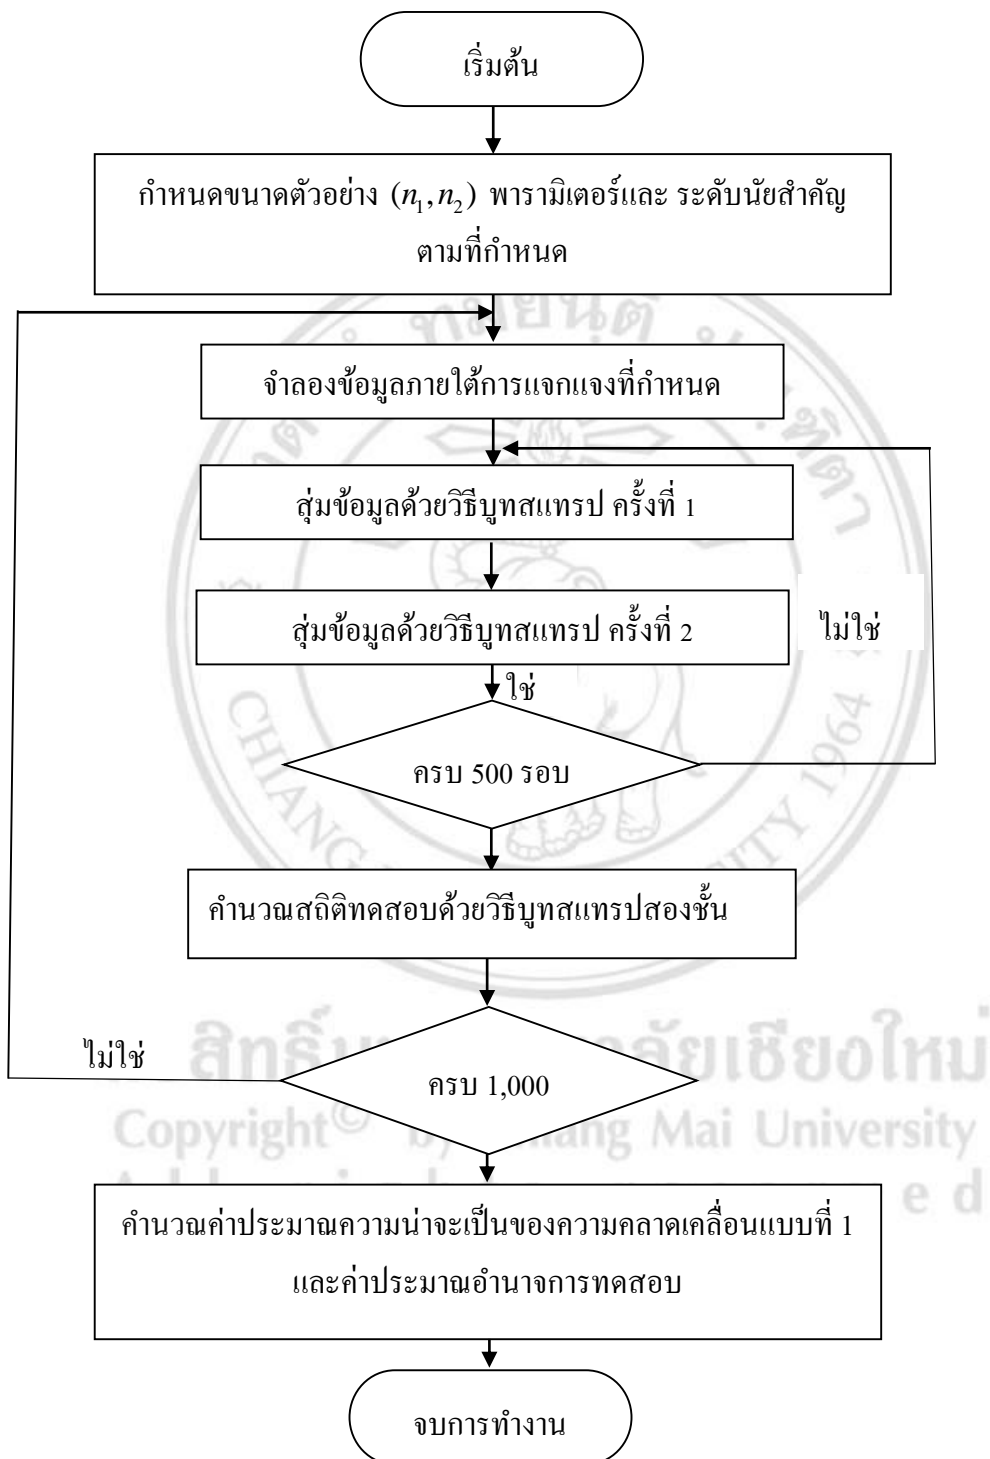 เริ่มต้น
กำหนดขนาดตัวอย่าง (n₁,n₂) พารามิเตอร์และ ระดับนัยสำคัญ
ตามที่กำหนด
จำลองข้อมูลภายใต้การแจกแจงที่กำหนด
สุ่มข้อมูลด้วยวิธีบูทสแทรป ครั้งที่ 1
สุ่มข้อมูลด้วยวิธีบูทสแทรป ครั้งที่ 2
ไม่ใช่
ใช่
ครบ 500 รอบ
คำนวณสถิติทดสอบด้วยวิธีบูทสแทรปสองชั้น
ไม่ใช่
ครบ 1,000
คำนวณค่าประมาณความน่าจะเป็นของความคลาดเคลื่อนแบบที่ 1
และค่าประมาณอำนาจการทดสอบ
จบการทำงาน
CHIANG
1964
Copyright© by
Mai University